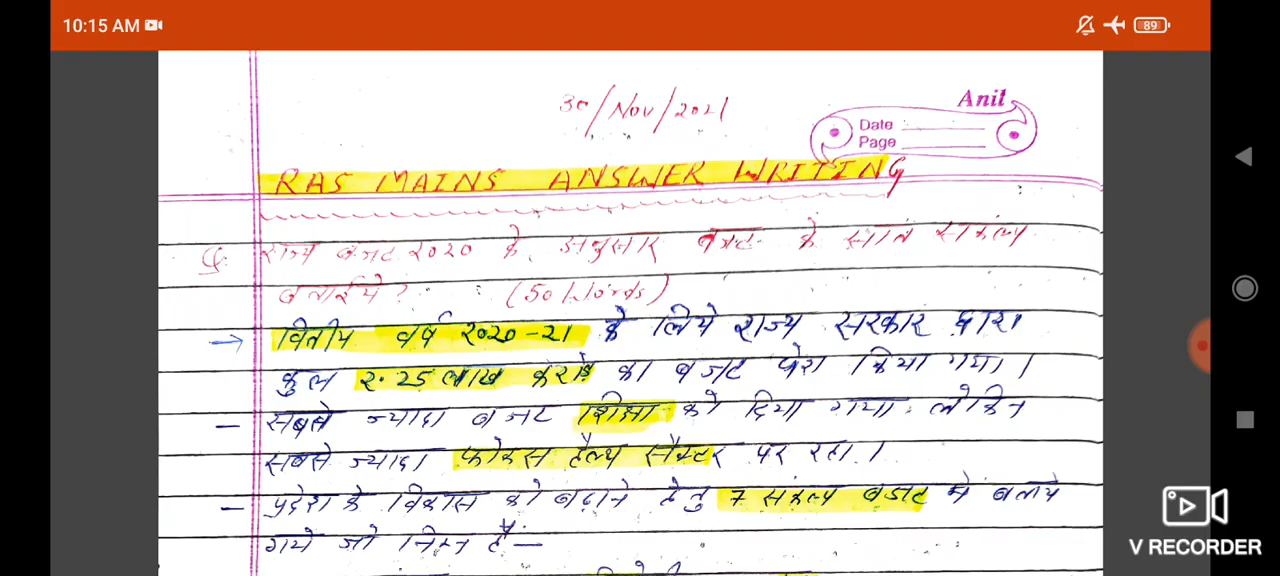 10:15 AM
89
30/Nov/2021
Anil
Date
Page
RAS MAINS ANSWER WRITING
Q. राज्य बजट 2020 के अनुसार बजट के सात संकल्प
बताईये? (50 Words)
→ वित्तीय वर्ष 2020-21 के लिये राज्य सरकार द्वारा
कुल 2.25 लाख करोड़ का बजट पेश किया गया।
- सबसे ज्यादा बजट शिक्षा को दिया गया लेकिन
सबसे ज्यादा फोकस हैल्थ सैक्टर पर रहा।
- प्रदेश के विकास को बढ़ाने हेतु 7 संकल्प बजट में बताये
गये जो निम्न है -
V RECORDER